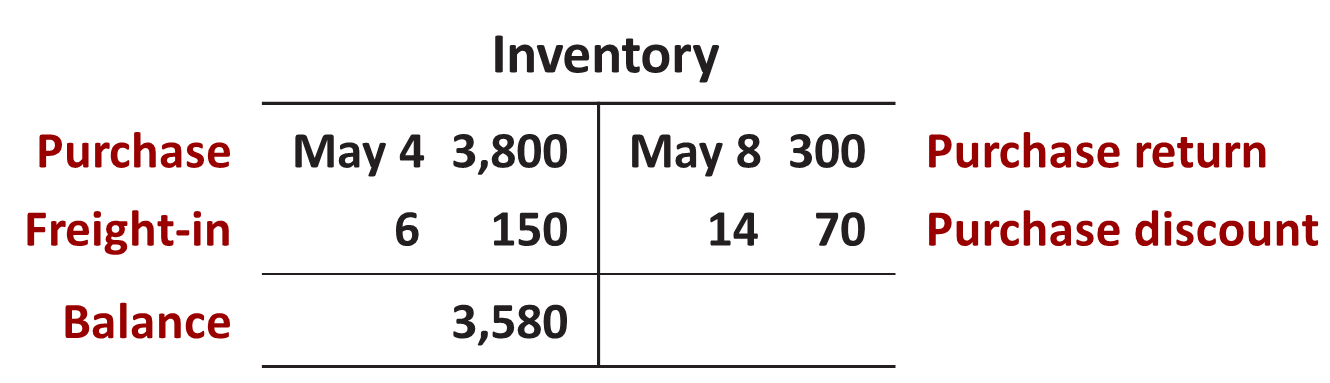 Inventory
Purchase May 4 3,800 May 8 300 Purchase return
Freight-in 6 150 14 70 Purchase discount
Balance 3,580